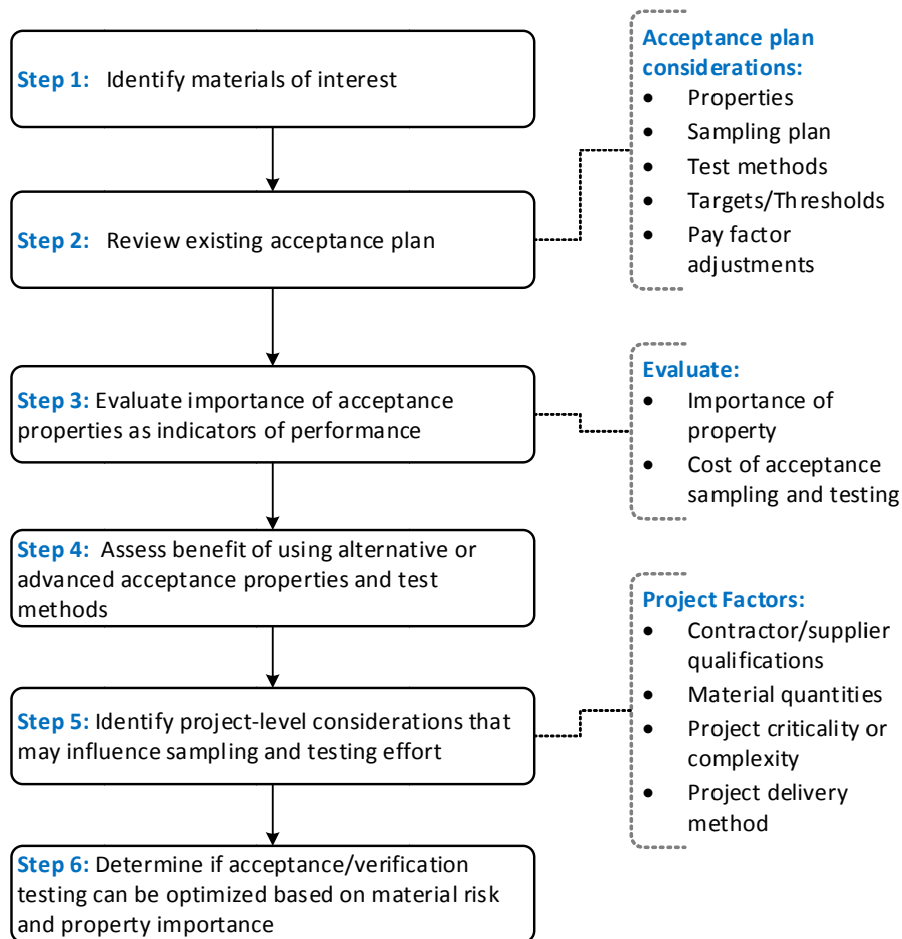 Step 1: Identify materials of interest
Acceptance plan
considerations:
• Properties
• Sampling plan
• Test methods
• Targets/Thresholds
• Pay factor
adjustments
Step 2: Review existing acceptance plan
Step 3: Evaluate importance of acceptance
properties as indicators of performance
Evaluate:
• Importance of
property
• Cost of acceptance
sampling and testing
Step 4: Assess benefit of using alternative or
advanced acceptance properties and test
methods
Step 5: Identify project-level considerations that
may influence sampling and testing effort
Project Factors:
• Contractor/supplier
qualifications
• Material quantities
• Project criticality or
complexity
• Project delivery
method
Step 6: Determine if acceptance/verification
testing can be optimized based on material risk
and property importance